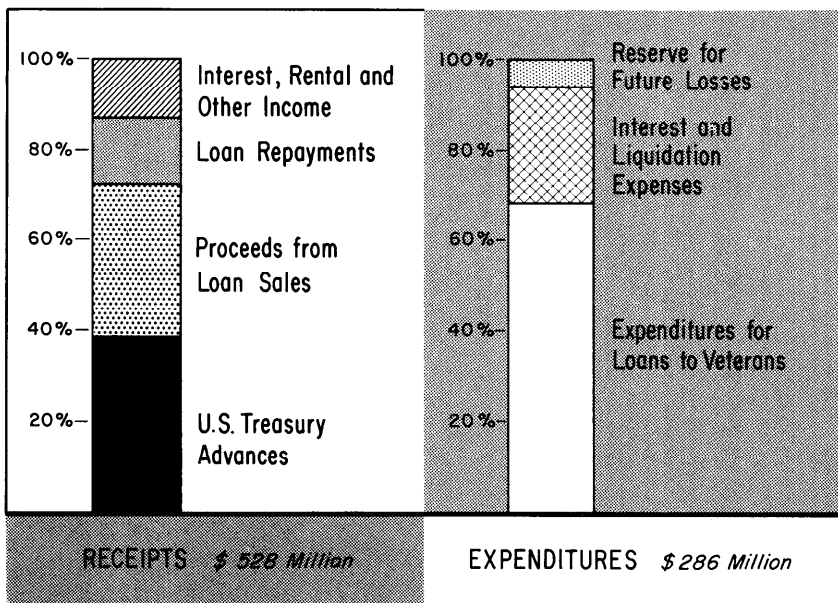 100%
80%
60%
40%
20%
Interest, Rental and
Other Income
Loan Repayments
Proceeds from
Loan Sales
U.S. Treasury
Advances
RECEIPTS $ 528 Million
100%
80%
60%
40%
20%
Reserve for
Future Losses
Interest and
Liquidation
Expenses
Expenditures for
Loans to Veterans
EXPENDITURES $ 286 Million